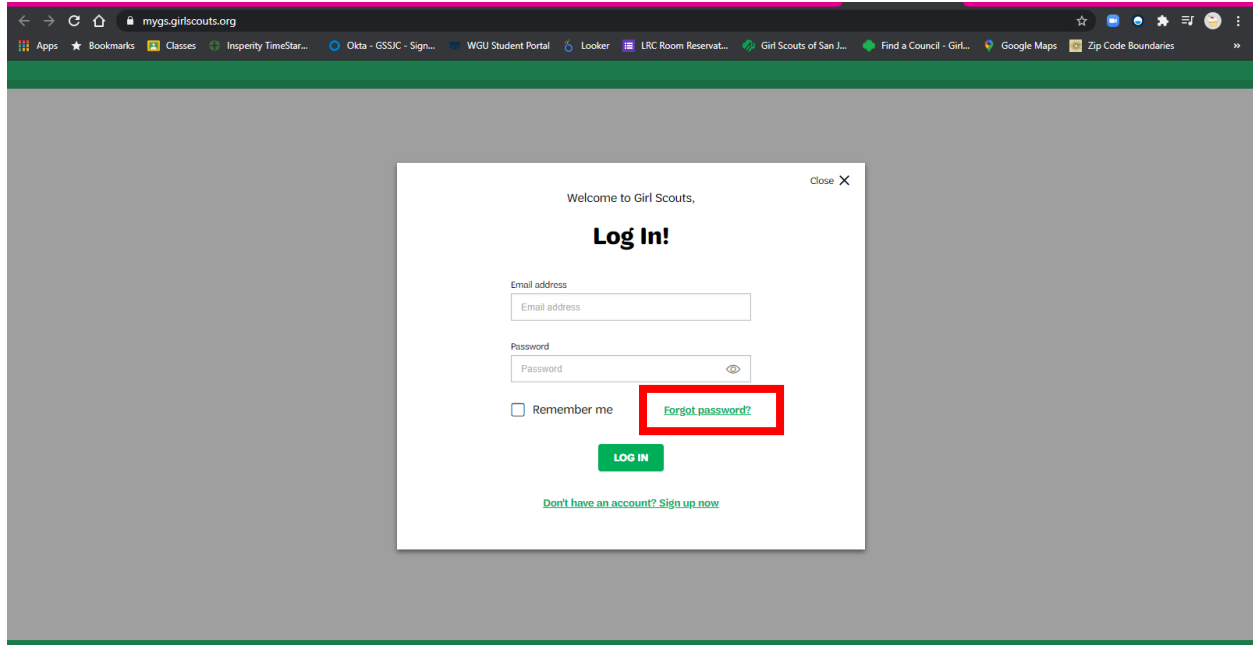 mygs.girlscouts.org
Apps Bookmarks Classes Insperity TimeStar... Okta - GSSJC - Sign... WGU Student Portal Looker LRC Room Reservat... Girl Scouts of San J... Find a Council - Girl... Google Maps Zip Code Boundaries »
Close
Welcome to Girl Scouts,
Log In!
Email address
Email address
Password
Password
Remember me Forgot password?
LOG IN
Don't have an account? Sign up now